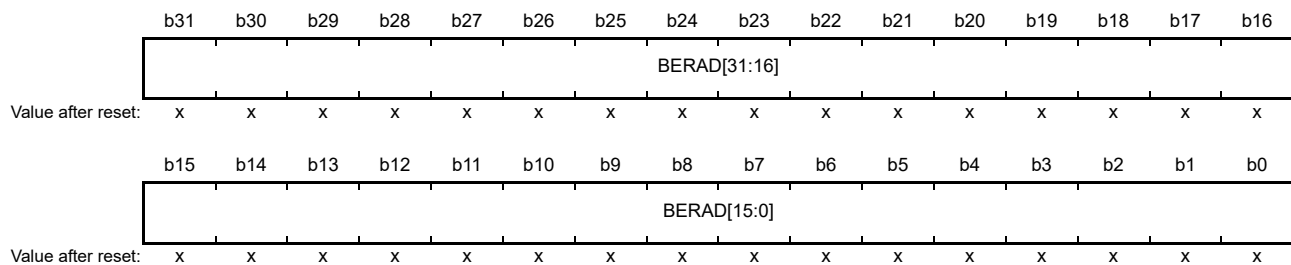 b31 b30 b29 b28 b27 b26 b25 b24 b23 b22 b21 b20 b19 b18 b17 b16
BERAD[31:16]
Value after reset: x x x x x x x x x x x x x x x x
b15 b14 b13 b12 b11 b10 b9 b8 b7 b6 b5 b4 b3 b2 b1 b0
BERAD[15:0]
Value after reset: x x x x x x x x x x x x x x x x